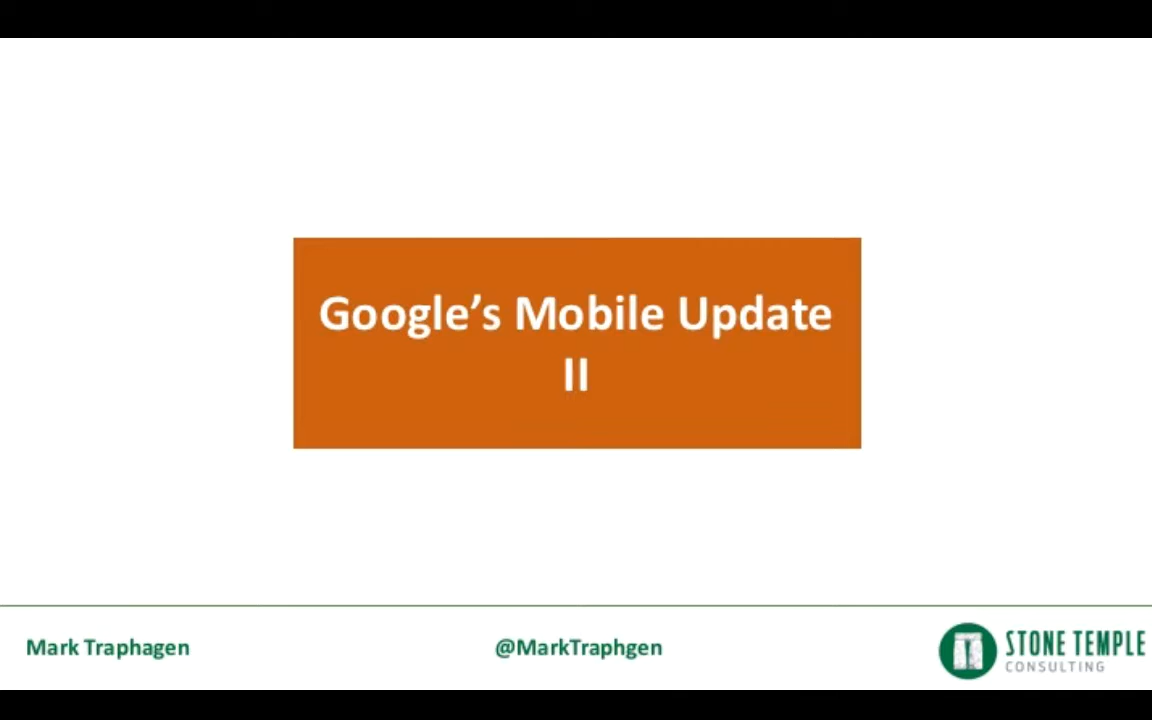 Google’s Mobile Update
II
Mark Traphagen
@MarkTraphgen
STONE TEMPLE
CONSULTING